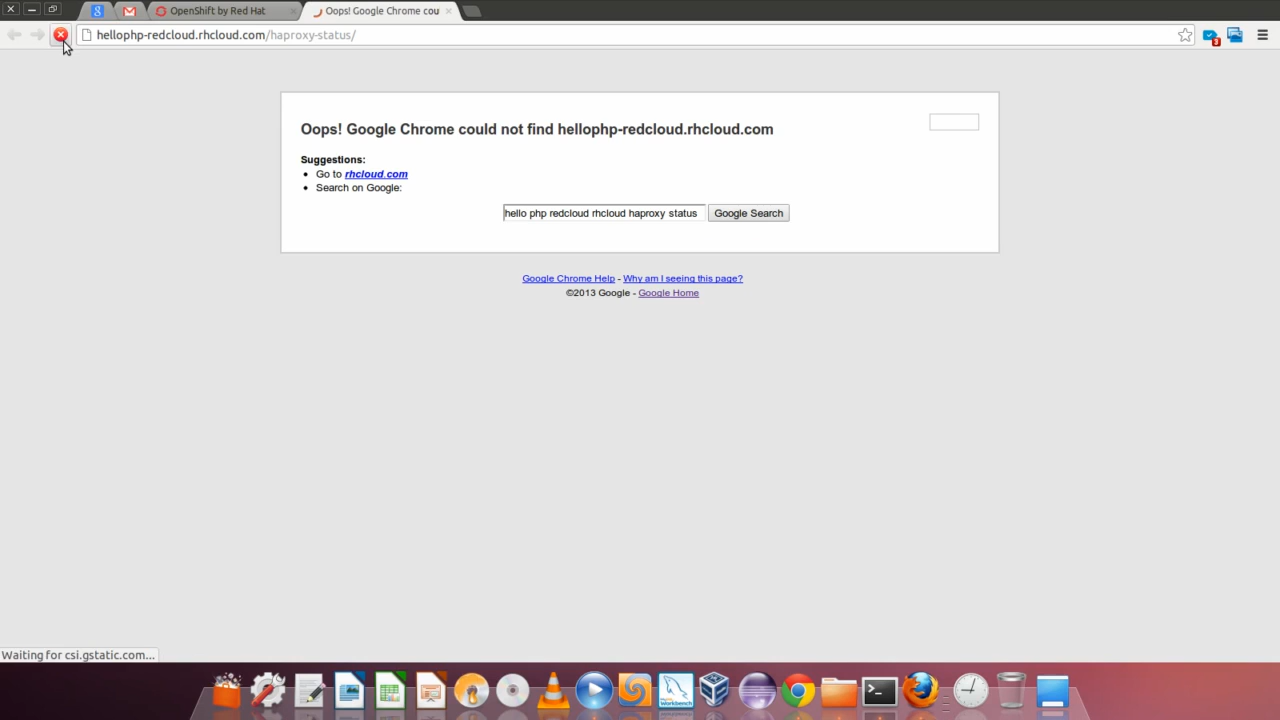 OpenShift by Red Hat
Oops! Google Chrome cou
hellophp-redcloud.rhcloud.com/haproxy-status/
3
Oops! Google Chrome could not find hellophp-redcloud.rhcloud.com
Suggestions:
Go to rhcloud.com
Search on Google:
hello php redcloud rhcloud haproxy status
Google Search
Google Chrome Help - Why am I seeing this page?
©2013 Google - Google Home
Waiting for csi.gstatic.com...
Workbench